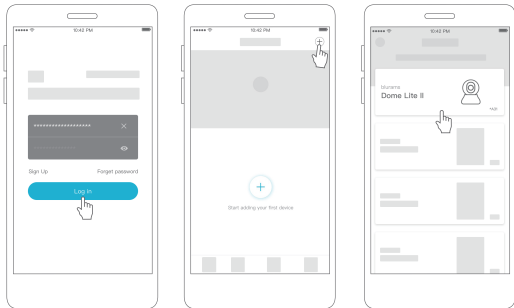 10:42 PM
********************
Sign Up Forget password
Log In
10:42 PM
Start adding your first device
10:42 PM
blurams
Dome Lite II